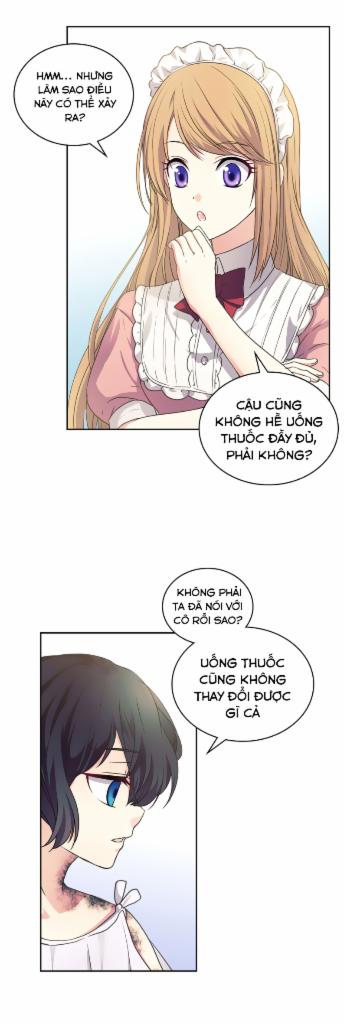 HMM... NHƯNG
LÀM SAO ĐIỀU
NÀY CÓ THỂ XẢY
RA?
CẬU CŨNG
KHÔNG HỀ UỐNG
THUỐC ĐẦY ĐỦ,
PHẢI KHÔNG?
KHÔNG PHẢI
TA ĐÃ NÓI VỚI
CÔ RỒI SAO?
UỐNG THUỐC
CŨNG KHÔNG
THAY ĐỔI ĐƯỢC
GÌ CẢ